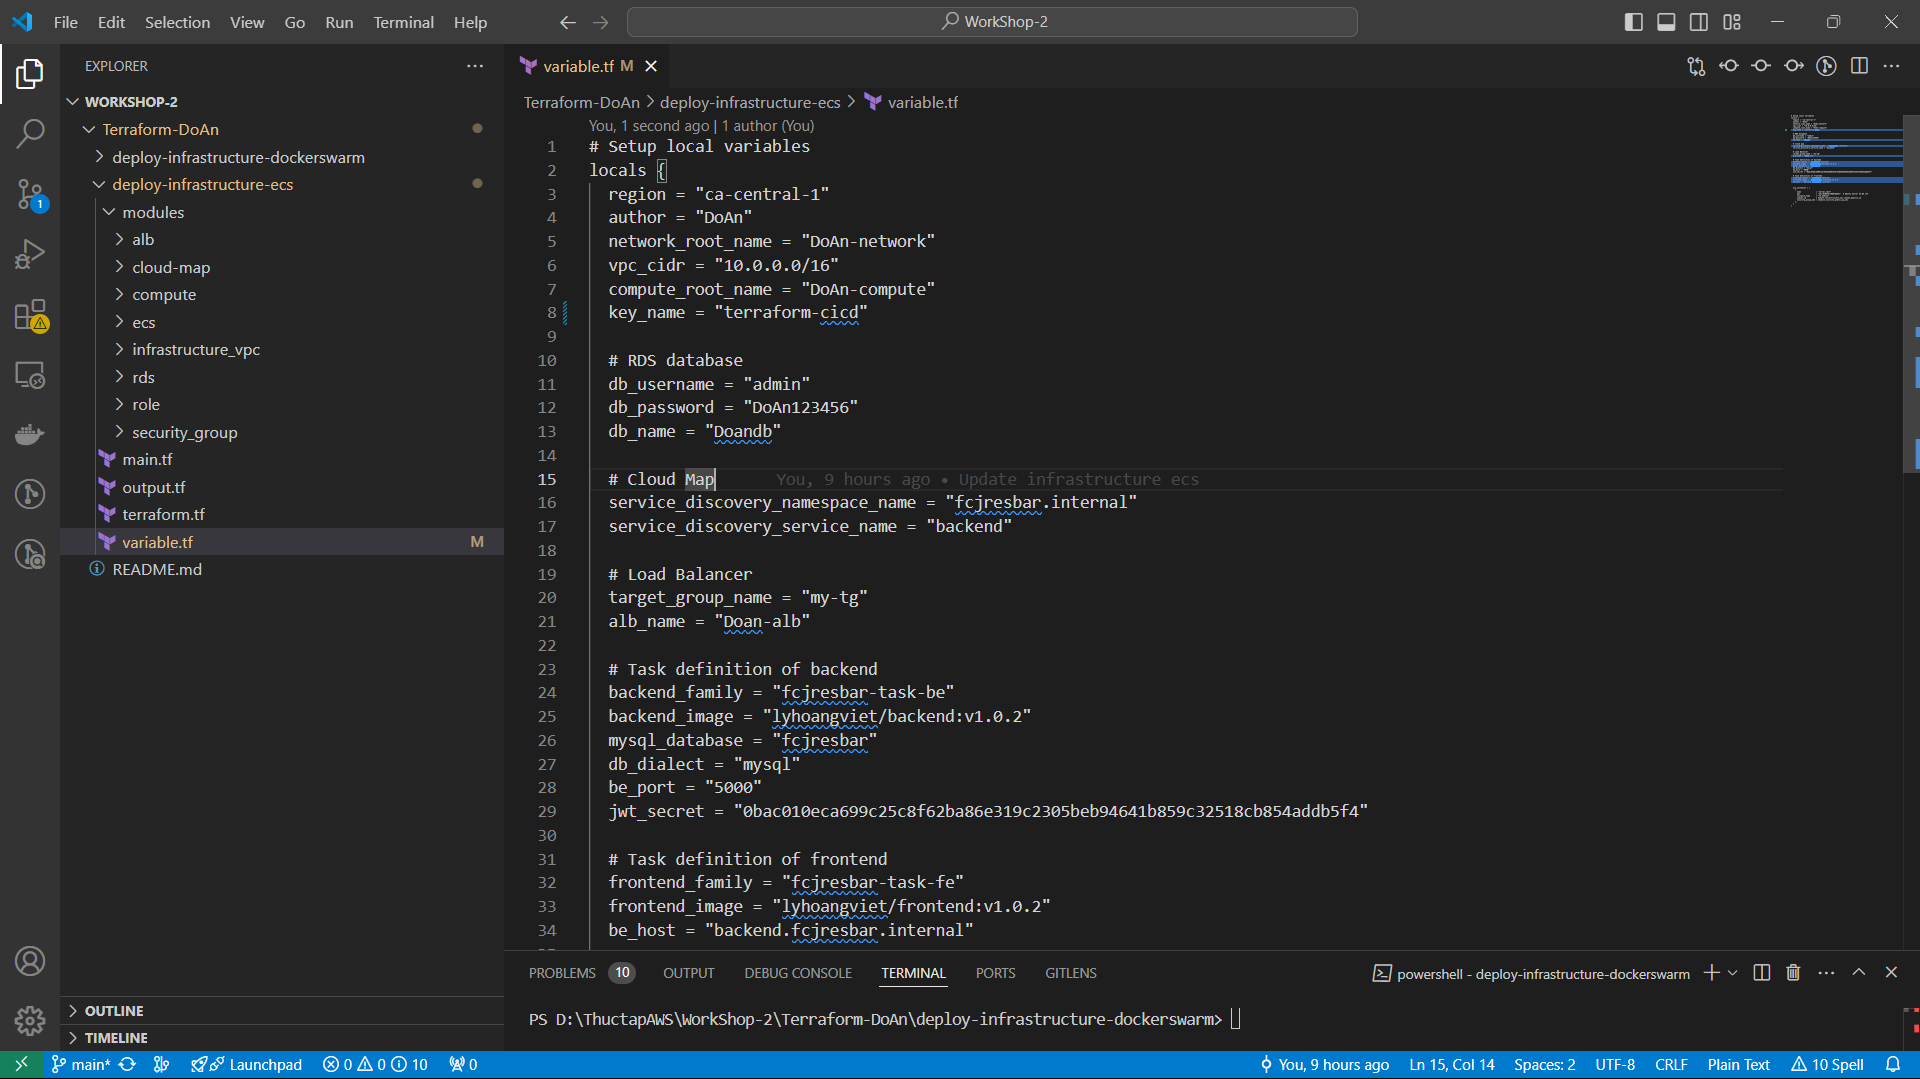 File Edit Selection View Go Run Terminal Help
WorkShop-2
EXPLORER
WORKSHOP-2
Terraform-DoAn
deploy-infrastructure-dockerswarm
deploy-infrastructure-ecs
modules
alb
cloud-map
compute
ecs
infrastructure_vpc
rds
role
security_group
main.tf
output.tf
terraform.tf
variable.tf M
README.md
OUTLINE
TIMELINE
1
variable.tf M
Terraform-DoAn > deploy-infrastructure-ecs > variable.tf
You, 1 second ago | 1 author (You)
1 # Setup local variables
2 locals {
3 region = "ca-central-1"
4 author = "DoAn"
5 network_root_name = "DoAn-network"
6 vpc_cidr = "10.0.0.0/16"
7 compute_root_name = "DoAn-compute"
8 key_name = "terraform-cicd"
9
10 # RDS database
11 db_username = "admin"
12 db_password = "DoAn123456"
13 db_name = "Doandb"
14
15 # Cloud Map You, 9 hours ago • Update infrastructure ecs
16 service_discovery_namespace_name = "fcjresbar.internal"
17 service_discovery_service_name = "backend"
18
19 # Load Balancer
20 target_group_name = "my-tg"
21 alb_name = "Doan-alb"
22
23 # Task definition of backend
24 backend_family = "fcjresbar-task-be"
25 backend_image = "lyhoangviet/backend:v1.0.2"
26 mysql_database = "fcjresbar"
27 db_dialect = "mysql"
28 be_port = "5000"
29 jwt_secret = "0bac010eca699c25c8f62ba86e319c2305beb94641b859c32518cb854addb5f4"
30
31 # Task definition of frontend
32 frontend_family = "fcjresbar-task-fe"
33 frontend_image = "lyhoangviet/frontend:v1.0.2"
34 be_host = "backend.fcjresbar.internal"
PROBLEMS 10 OUTPUT DEBUG CONSOLE TERMINAL PORTS GITLENS
powershell - deploy-infrastructure-dockerswarm
PS D:\ThuctapAWS\WorkShop-2\Terraform-DoAn\deploy-infrastructure-dockerswarm>
main* Launchpad 0 0 10 0
You, 9 hours ago Ln 15, Col 14 Spaces: 2 UTF-8 CRLF Plain Text 10 Spell